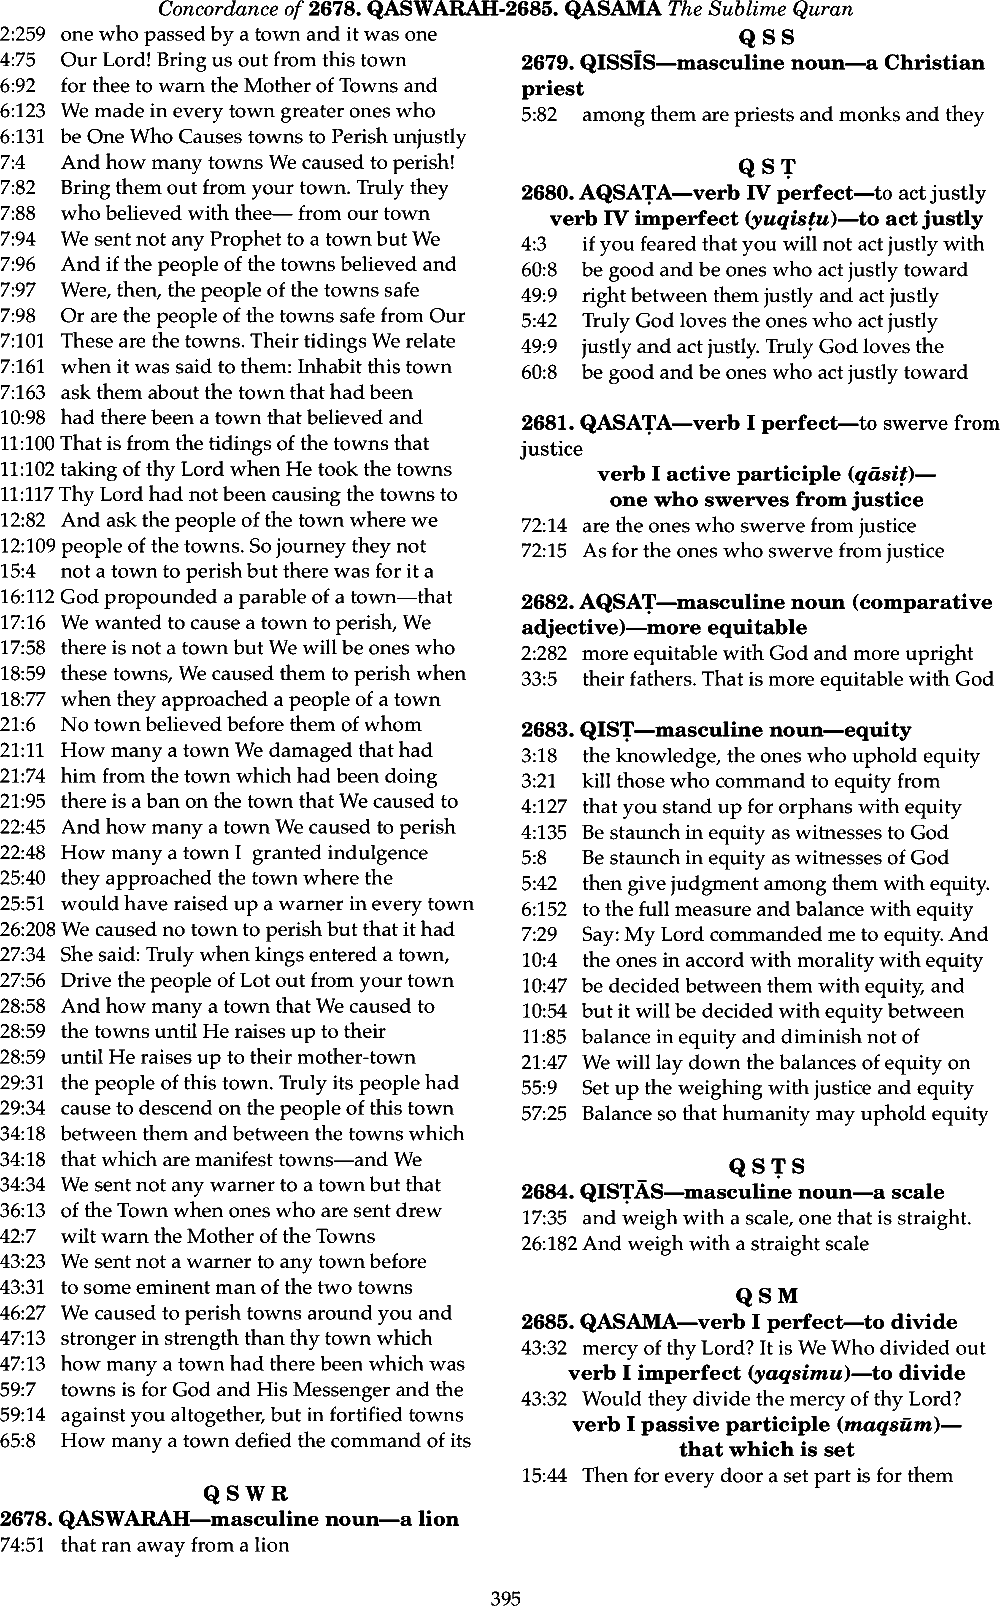 Concordance of 2678. QASWARAH-2685. QASAMA The Sublime Quran
2:259 one who passed by a town and it was one
4:75 Our Lord! Bring us out from this town
6:92 for thee to warn the Mother of Towns and
6:123 We made in every town greater ones who
6:131 be One Who Causes towns to Perish unjustly
7:4 And how many towns We caused to perish!
7:82 Bring them out from your town. Truly they
7:88 who believed with thee— from our town
7:94 We sent not any Prophet to a town but We
7:96 And if the people of the towns believed and
7:97 Were, then, the people of the towns safe
7:98 Or are the people of the towns safe from Our
7:101 These are the towns. Their tidings We relate
7:161 when it was said to them: Inhabit this town
7:163 ask them about the town that had been
10:98 had there been a town that believed and
11:100 That is from the tidings of the towns that
11:102 taking of thy Lord when He took the towns
11:117 Thy Lord had not been causing the towns to
12:82 And ask the people of the town where we
12:109 people of the towns. So journey they not
15:4 not a town to perish but there was for it a
16:112 God propounded a parable of a town—that
17:16 We wanted to cause a town to perish, We
17:58 there is not a town but We will be ones who
18:59 these towns, We caused them to perish when
18:77 when they approached a people of a town
21:6 No town believed before them of whom
21:11 How many a town We damaged that had
21:74 him from the town which had been doing
21:95 there is a ban on the town that We caused to
22:45 And how many a town We caused to perish
22:48 How many a town I granted indulgence
25:40 they approached the town where the
25:51 would have raised up a warner in every town
26:208 We caused no town to perish but that it had
27:34 She said: Truly when kings entered a town,
27:56 Drive the people of Lot out from your town
28:58 And how many a town that We caused to
28:59 the towns until He raises up to their
28:59 until He raises up to their mother-town
29:31 the people of this town. Truly its people had
29:34 cause to descend on the people of this town
34:18 between them and between the towns which
34:18 that which are manifest towns—and We
34:34 We sent not any warner to a town but that
36:13 of the Town when ones who are sent drew
42:7 wilt warn the Mother of the Towns
43:23 We sent not a warner to any town before
43:31 to some eminent man of the two towns
46:27 We caused to perish towns around you and
47:13 stronger in strength than thy town which
47:13 how many a town had there been which was
59:7 towns is for God and His Messenger and the
59:14 against you altogether, but in fortified towns
65:8 How many a town defied the command of its
Q S W R
2678. QASWARAH—masculine noun—a lion
74:51 that ran away from a lion
Q S S
2679. QISSĪS—masculine noun—a Christian
priest
5:82 among them are priests and monks and they
Q S Ṭ
2680. AQSAṬA—verb IV perfect—to act justly
verb IV imperfect (yuqisṭu)—to act justly
4:3 if you feared that you will not act justly with
60:8 be good and be ones who act justly toward
49:9 right between them justly and act justly
5:42 Truly God loves the ones who act justly
49:9 justly and act justly. Truly God loves the
60:8 be good and be ones who act justly toward
2681. QASAṬA—verb I perfect—to swerve from
justice
verb I active participle (qāsiṭ)—
one who swerves from justice
72:14 are the ones who swerve from justice
72:15 As for the ones who swerve from justice
2682. AQSAṬ—masculine noun (comparative
adjective)—more equitable
2:282 more equitable with God and more upright
33:5 their fathers. That is more equitable with God
2683. QISṬ—masculine noun—equity
3:18 the knowledge, the ones who uphold equity
3:21 kill those who command to equity from
4:127 that you stand up for orphans with equity
4:135 Be staunch in equity as witnesses to God
5:8 Be staunch in equity as witnesses of God
5:42 then give judgment among them with equity.
6:152 to the full measure and balance with equity
7:29 Say: My Lord commanded me to equity. And
10:4 the ones in accord with morality with equity
10:47 be decided between them with equity, and
10:54 but it will be decided with equity between
11:85 balance in equity and diminish not of
21:47 We will lay down the balances of equity on
55:9 Set up the weighing with justice and equity
57:25 Balance so that humanity may uphold equity
Q S Ṭ S
2684. QISṬĀS—masculine noun—a scale
17:35 and weigh with a scale, one that is straight.
26:182 And weigh with a straight scale
Q S M
2685. QASAMA—verb I perfect—to divide
43:32 mercy of thy Lord? It is We Who divided out
verb I imperfect (yaqsimu)—to divide
43:32 Would they divide the mercy of thy Lord?
verb I passive participle (maqsūm)—
that which is set
15:44 Then for every door a set part is for them
395